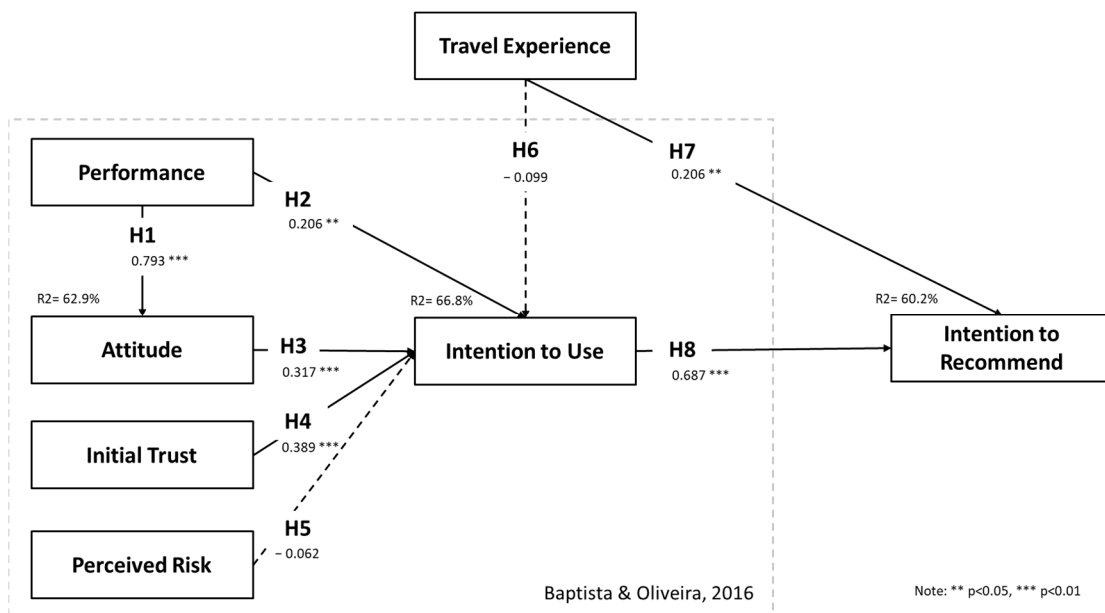 Travel Experience
Performance
H6
− 0.099
H7
0.206 **
H2
0.206 **
H1
0.793 ***
R2= 62.9%
R2= 66.8%
R2= 60.2%
Attitude
H3
0.317 ***
Intention to Use
H8
0.687 ***
Intention to
Recommend
H4
0.389 ***
Initial Trust
H5
− 0.062
Perceived Risk
Baptista & Oliveira, 2016
Note: ** p<0.05, *** p<0.01